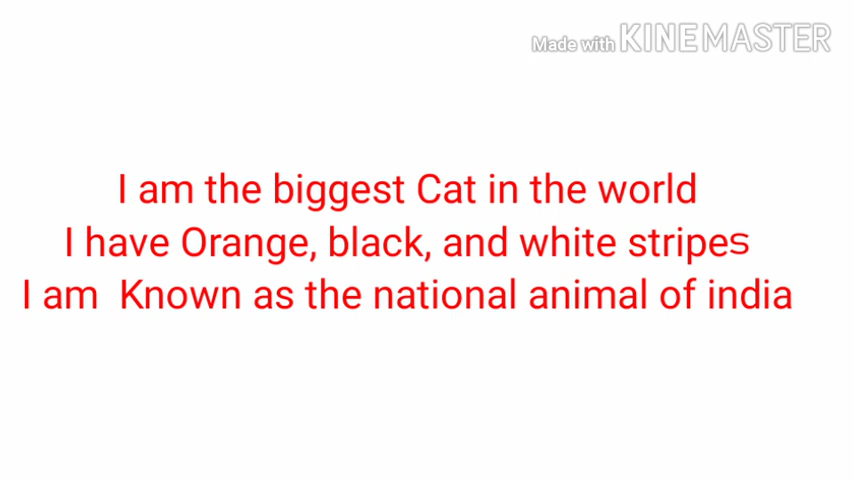 Made with KINEMASTER
I am the biggest Cat in the world
I have Orange, black, and white stripes
I am  Known as the national animal of india